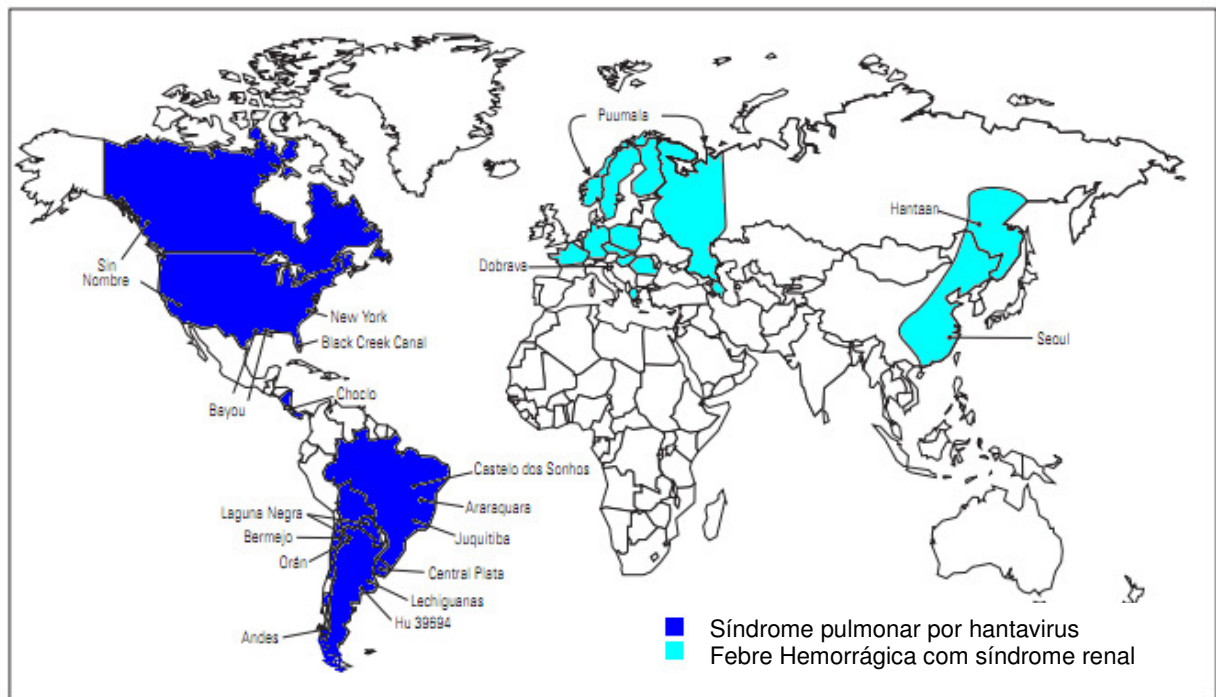 Puumala
Hantaan
Dobrava
Sin
Nombre
New York
Black Creek Canal
Seoul
Choclo
Bayou
Castelo dos Sonhos
Araraquara
Laguna Negra
Bermejo
Juquitiba
Orán
Central Plata
Lechiguanas
Hu 39694
Andes
Síndrome pulmonar por hantavirus
Febre Hemorrágica com síndrome renal